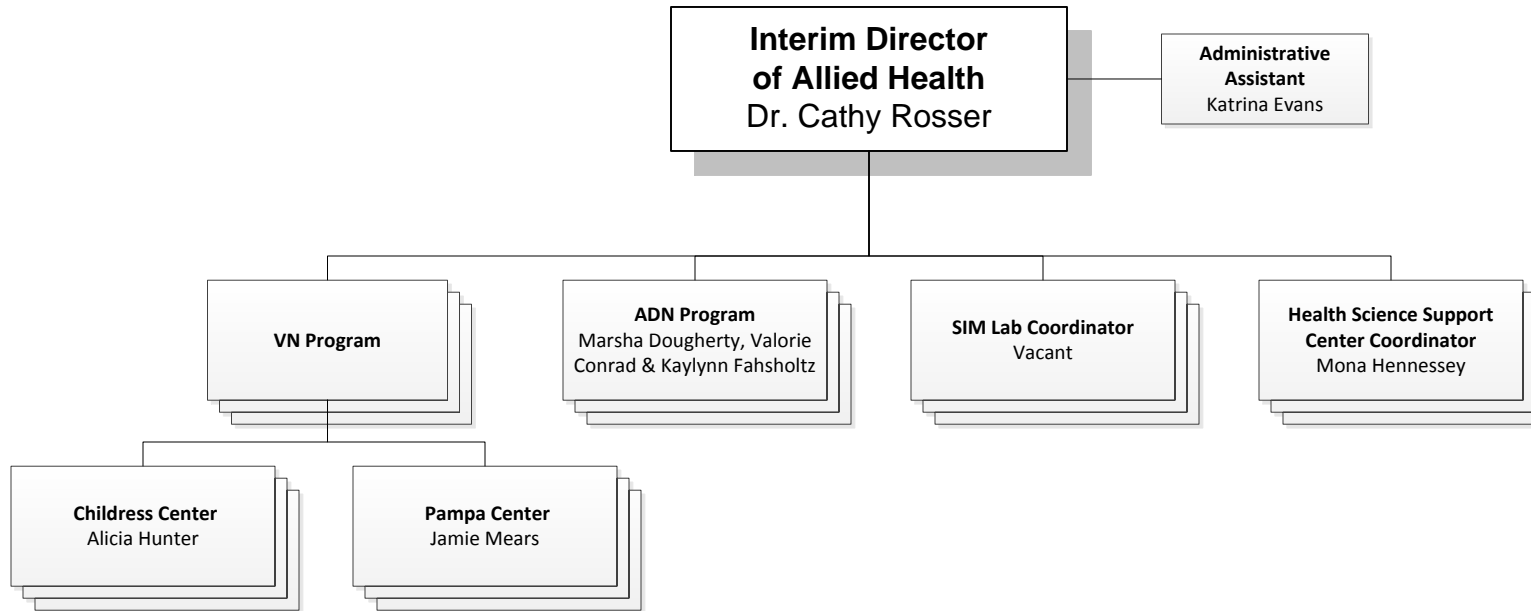 Interim Director
of Allied Health
Dr. Cathy Rosser
Administrative
Assistant
Katrina Evans
VN Program
ADN Program
Marsha Dougherty, Valorie
Conrad & Kaylynn Fahsholtz
SIM Lab Coordinator
Vacant
Health Science Support
Center Coordinator
Mona Hennessey
Childress Center
Alicia Hunter
Pampa Center
Jamie Mears